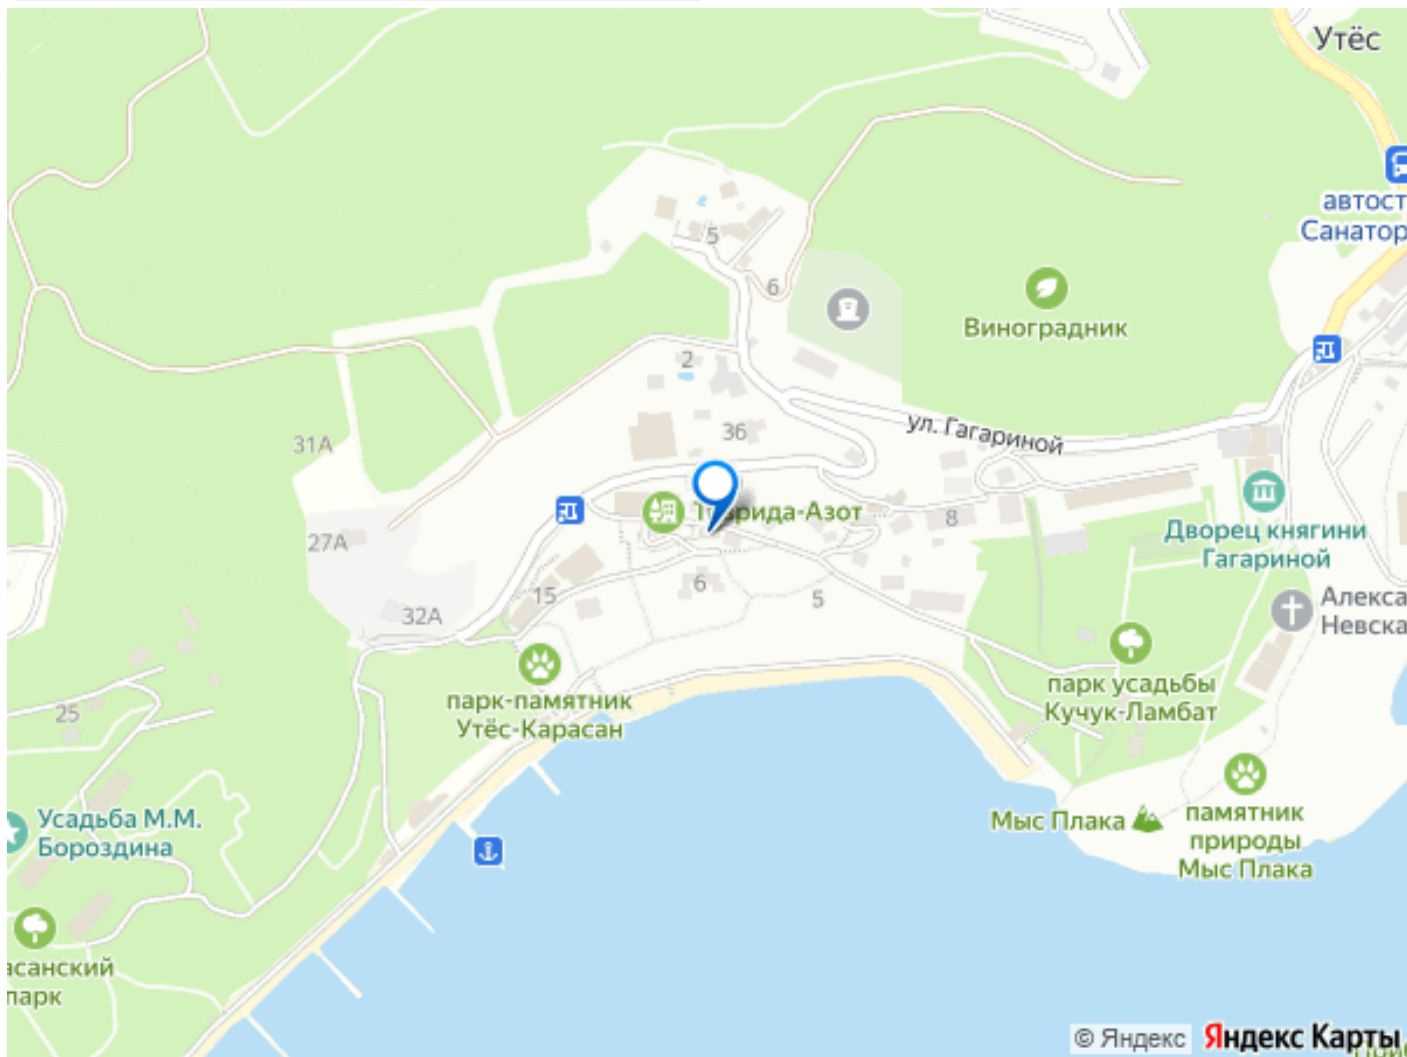 Утёс
автост
Санатор
5
6
Виноградник
2
36
ул. Гагариной
31А
Таврида-Азот
8
27А
Дворец княгини
Гагариной
6
15
5
32А
Алекса
Невска
парк-памятник
Утёс-Карасан
парк усадьбы
Кучук-Ламбат
25
Усадьба М.М.
Бороздина
Мыс Плака
памятник
природы
Мыс Плака
асанский
парк
© Яндекс
Яндекс Карты